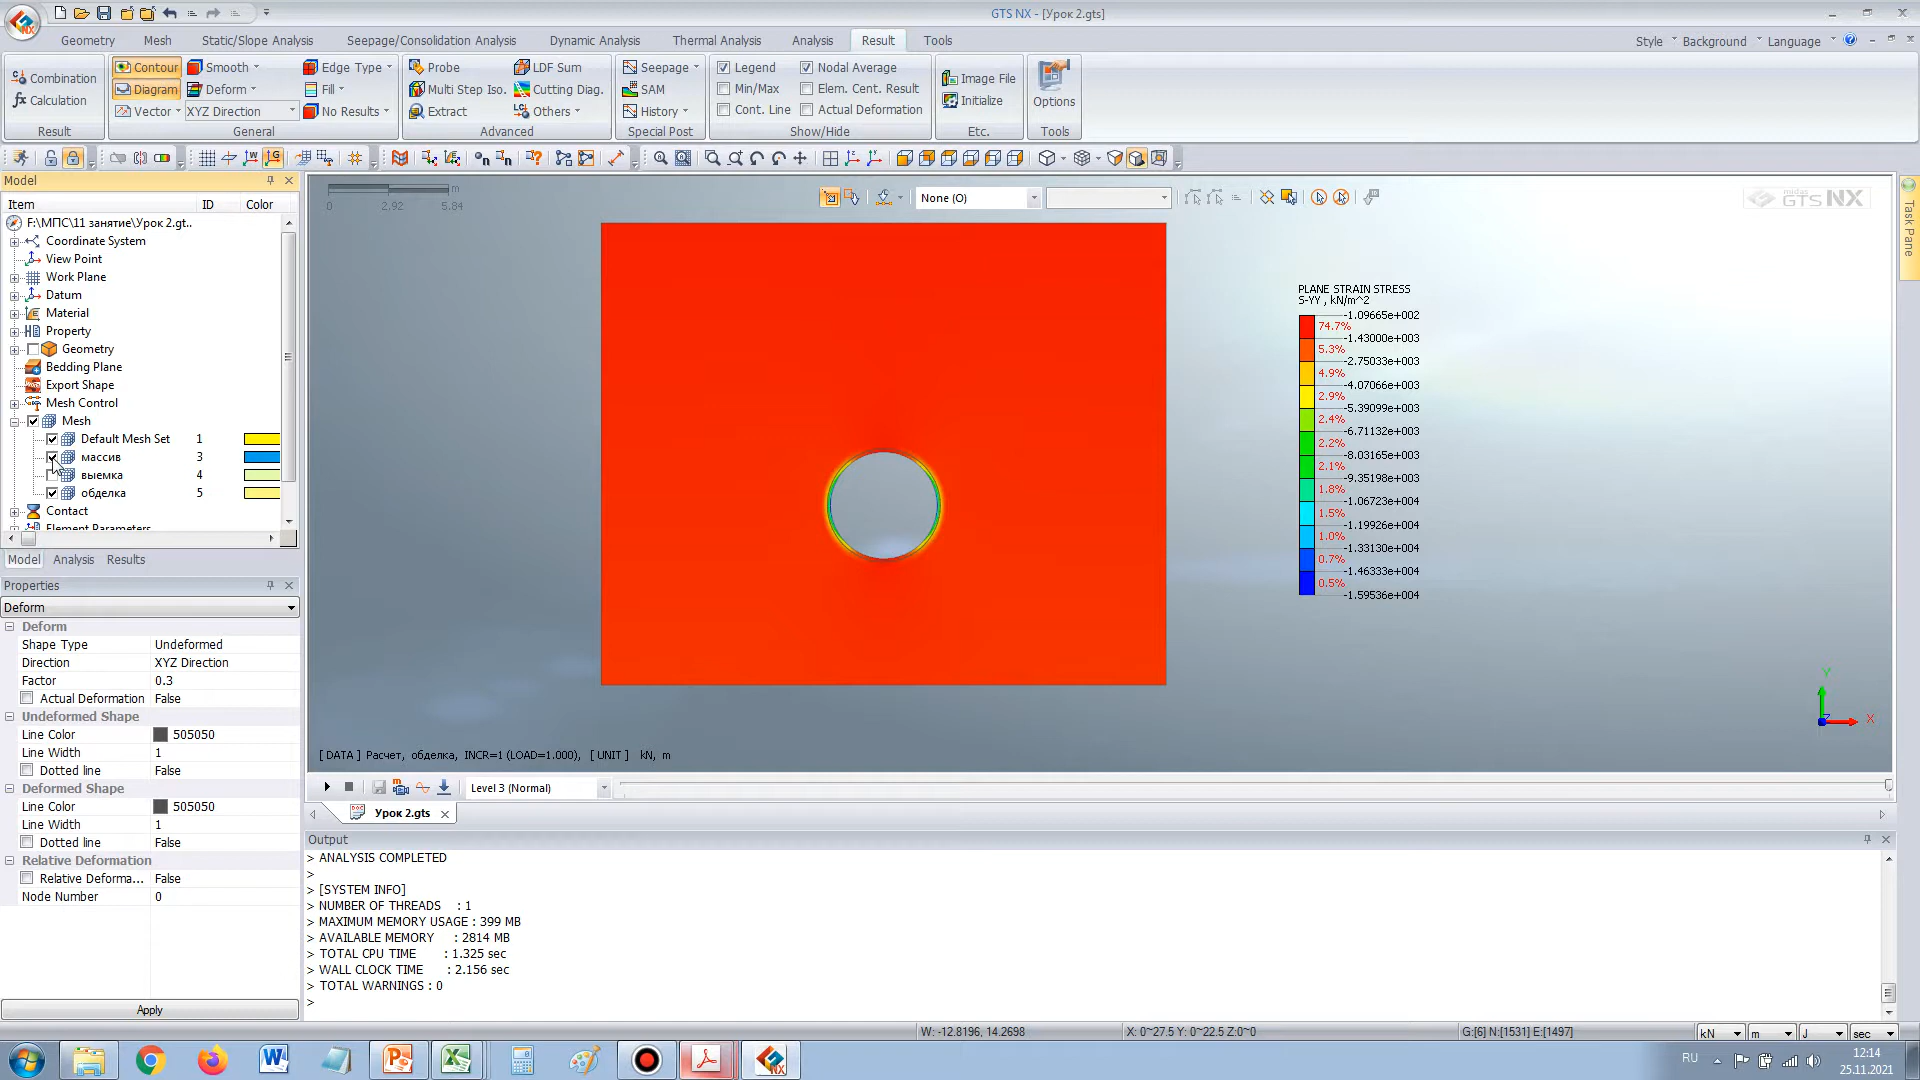 GTS NX - [Урок 2.gts]
Geometry Mesh Static/Slope Analysis Seepage/Consolidation Analysis Dynamic Analysis Thermal Analysis Analysis Result Tools Style Background Language
Combination
Calculation
Result
Contour Smooth Edge Type
Diagram Deform Fill
Vector XYZ Direction No Results
General
Probe LDF Sum
Multi Step Iso. Cutting Diag.
Extract Others
Advanced
Seepage
SAM
History
Special Post
Legend Nodal Average
Min/Max Elem. Cent. Result
Cont. Line Actual Deformation
Show/Hide
Image File
Initialize
Etc.
Options
Tools
Model
Item ID Color
F:\МПС\11 занятие\Урок 2.gt..
Coordinate System
View Point
Work Plane
Datum
Material
Property
Geometry
Bedding Plane
Export Shape
Mesh Control
Mesh
Default Mesh Set 1
массив 3
выемка 4
обделка 5
Contact
Element Parameters
Model Analysis Results
Properties
Deform
Deform
Shape Type Undeformed
Direction XYZ Direction
Factor 0.3
Actual Deformation False
Undeformed Shape
Line Color 505050
Line Width 1
Dotted line False
Deformed Shape
Line Color 505050
Line Width 1
Dotted line False
Relative Deformation
Relative Deforma... False
Node Number 0
Apply
m
0 2.92 5.84
None (O)
midas GTS NX
Task Pane
PLANE STRAIN STRESS
S-YY , kN/m^2
-1.09665e+002
74.7%
-1.43000e+003
5.3%
-2.75033e+003
4.9%
-4.07066e+003
2.9%
-5.39099e+003
2.4%
-6.71132e+003
2.2%
-8.03165e+003
2.1%
-9.35198e+003
1.8%
-1.06723e+004
1.5%
-1.19926e+004
1.0%
-1.33130e+004
0.7%
-1.46333e+004
0.5%
-1.59536e+004
Y
Z
X
[ DATA ] Расчет, обделка, INCR=1 (LOAD=1.000), [ UNIT ] kN, m
Level 3 (Normal)
Урок 2.gts
Output
> ANALYSIS COMPLETED
>
> [SYSTEM INFO]
> NUMBER OF THREADS : 1
> MAXIMUM MEMORY USAGE : 399 MB
> AVAILABLE MEMORY : 2814 MB
> TOTAL CPU TIME : 1.325 sec
> WALL CLOCK TIME : 2.156 sec
> TOTAL WARNINGS : 0
>
W: -12.8196, 14.2698 X: 0~27.5 Y: 0~22.5 Z:0~0 G:[6] N:[1531] E:[1497] kN m J sec
RU
12:14
25.11.2021